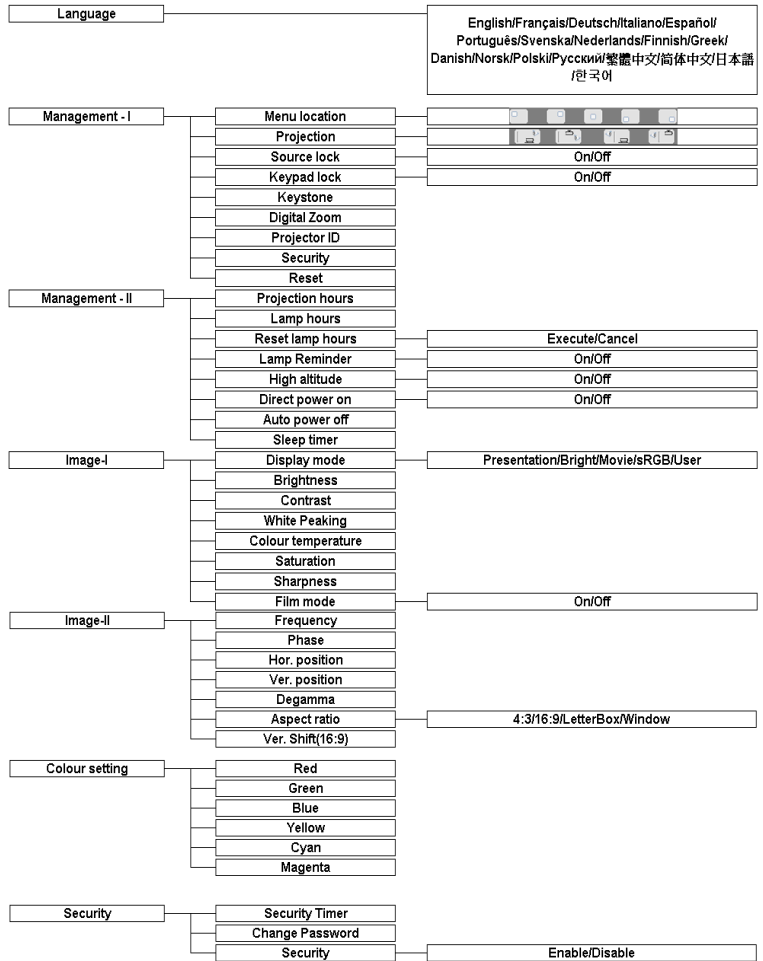 Language
English/Français/Deutsch/Italiano/Español/
Português/Svenska/Nederlands/Finnish/Greek/
Danish/Norsk/Polski/Русский/繁體中文/简体中文/日本語
/한국어
Management - I
Menu location
Projection
Source lock
On/Off
Keypad lock
On/Off
Keystone
Digital Zoom
Projector ID
Security
Reset
Management - II
Projection hours
Lamp hours
Reset lamp hours
Execute/Cancel
Lamp Reminder
On/Off
High altitude
On/Off
Direct power on
On/Off
Auto power off
Sleep timer
Image-I
Display mode
Presentation/Bright/Movie/sRGB/User
Brightness
Contrast
White Peaking
Colour temperature
Saturation
Sharpness
Film mode
On/Off
Image-II
Frequency
Phase
Hor. position
Ver. position
Degamma
Aspect ratio
4:3/16:9/LetterBox/Window
Ver. Shift(16:9)
Colour setting
Red
Green
Blue
Yellow
Cyan
Magenta
Security
Security Timer
Change Password
Security
Enable/Disable